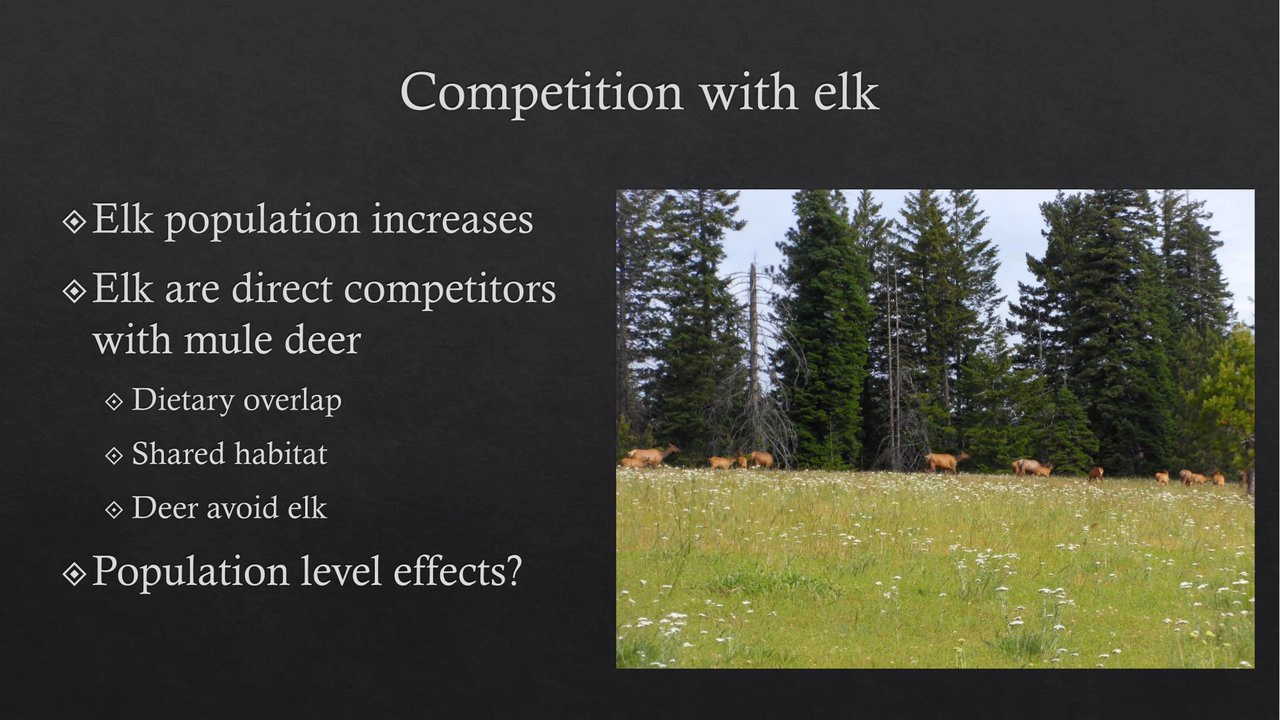 Competition with elk
Elk population increases
Elk are direct competitors
with mule deer
Dietary overlap
Shared habitat
Deer avoid elk
Population level effects?